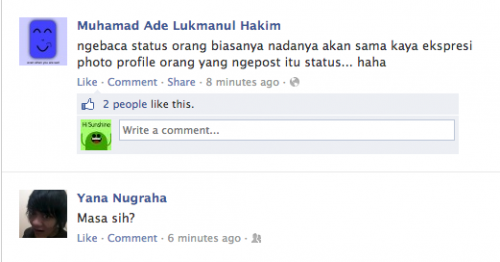 Muhamad Ade Lukmanul Hakim
ngebaca status orang biasanya nadanya akan sama kaya ekspresi
photo profile orang yang ngepost itu status... haha
Like · Comment · Share · 8 minutes ago ·
2 people like this.
Hi Sunshine
Write a comment...
Yana Nugraha
Masa sih?
Like · Comment · 6 minutes ago ·